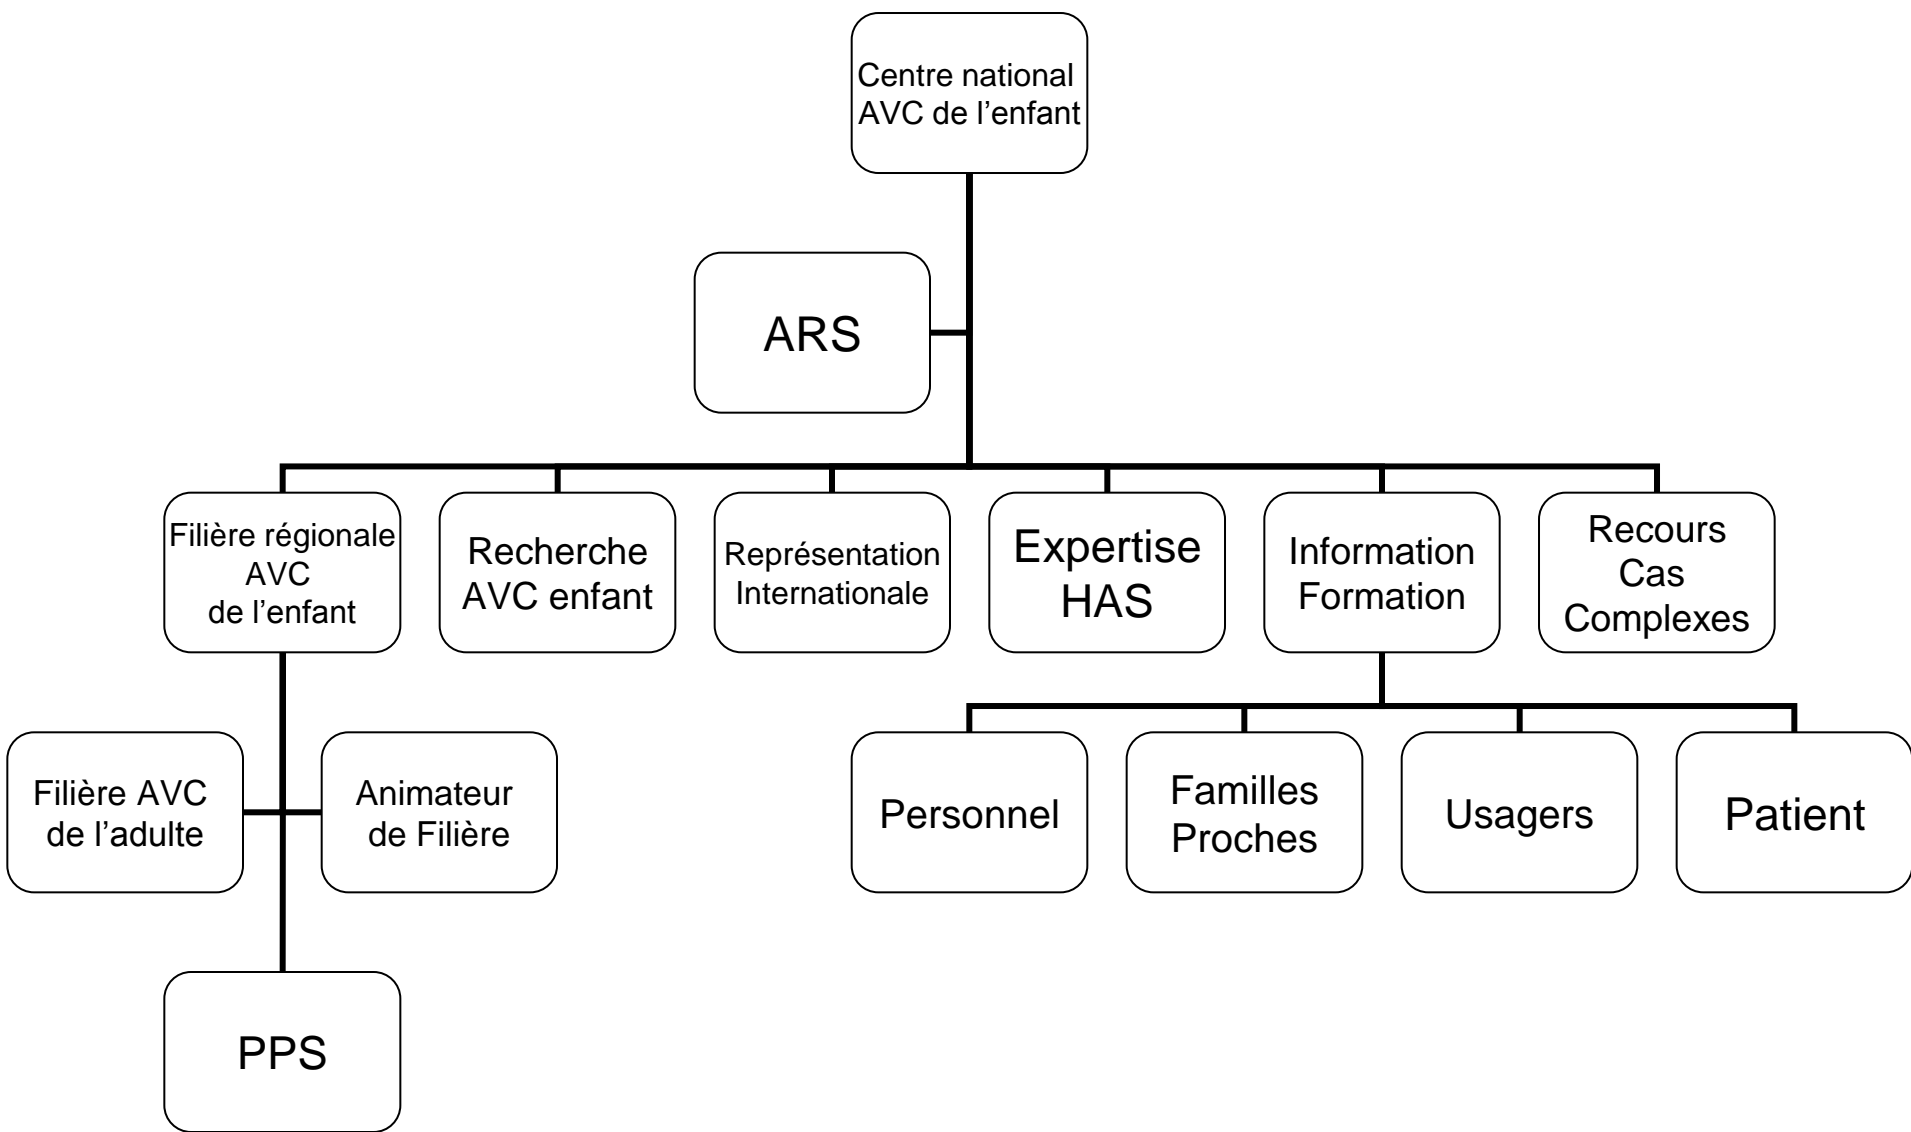 Centre national
AVC de l’enfant
ARS
Filière régionale
AVC
de l’enfant
Recherche
AVC enfant
Représentation
Internationale
Expertise
HAS
Information
Formation
Recours
Cas
Complexes
Filière AVC
de l’adulte
Animateur
de Filière
Personnel
Familles
Proches
Usagers
Patient
PPS